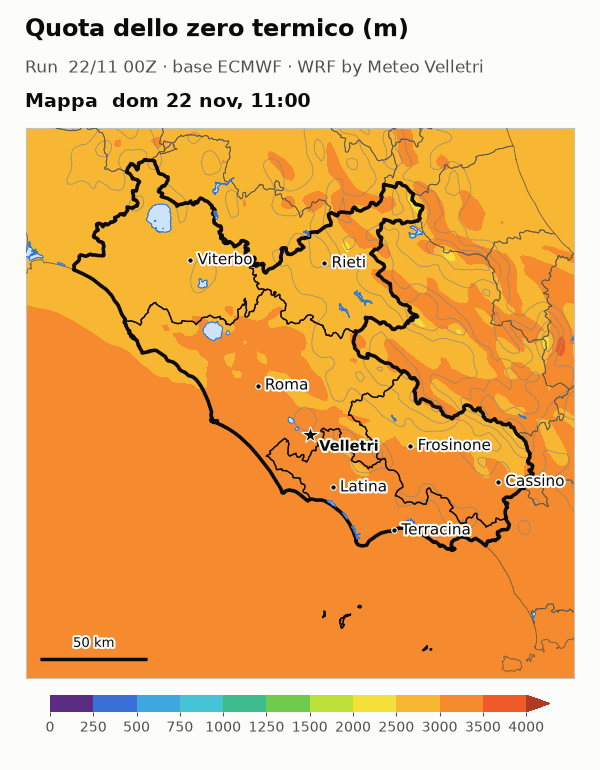 Quota dello zero termico (m)
Run 22/11 00Z · base ECMWF · WRF by Meteo Velletri
Mappa dom 22 nov, 11:00
Viterbo
Rieti
Roma
Velletri
Frosinone
Cassino
Latina
Terracina
50 km
0 250 500 750 1000 1250 1500 2000 2500 3000 3500 4000